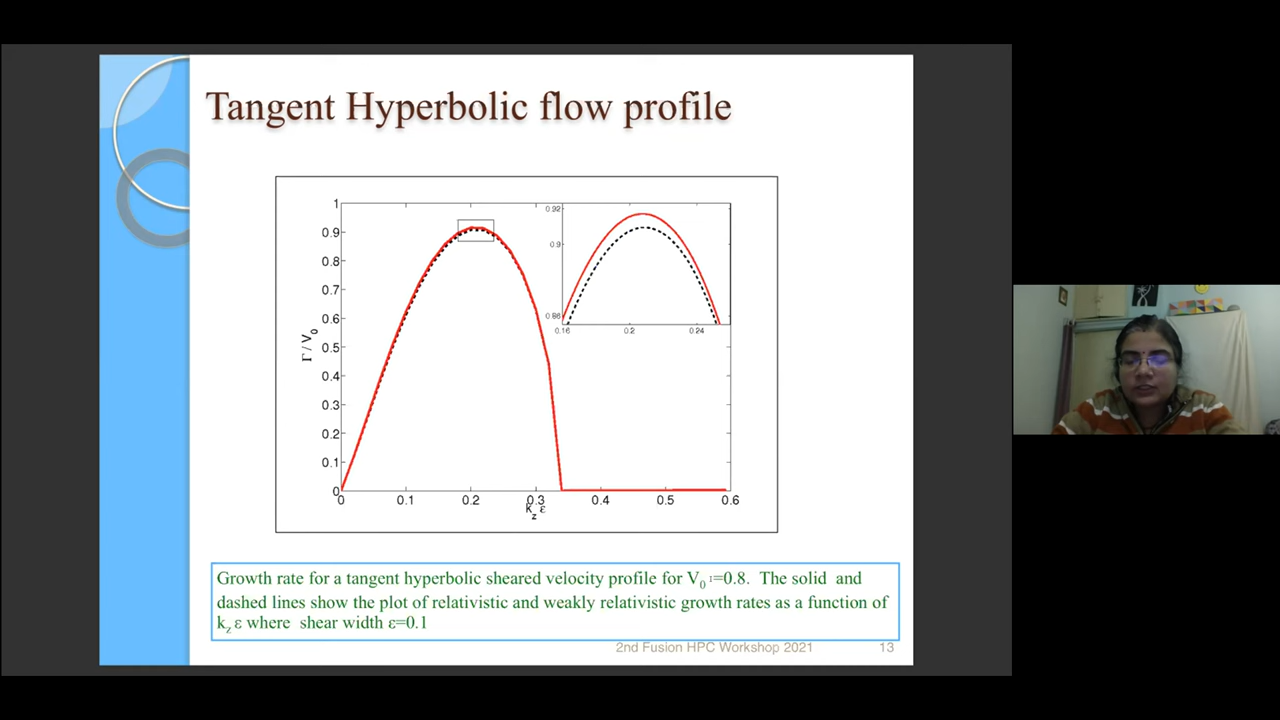 Tangent Hyperbolic flow profile
1
0.9
0.8
0.7
0.6
0.5
0.4
0.3
0.2
0.1
0
Γ / V0
0 0.1 0.2 0.3 0.4 0.5 0.6
kz ε
0.92
0.9
0.86
0.16 0.2 0.24
Growth rate for a tangent hyperbolic sheared velocity profile for V0 =0.8. The solid and
dashed lines show the plot of relativistic and weakly relativistic growth rates as a function of
kz ε where shear width ε=0.1
2nd Fusion HPC Workshop 2021 13